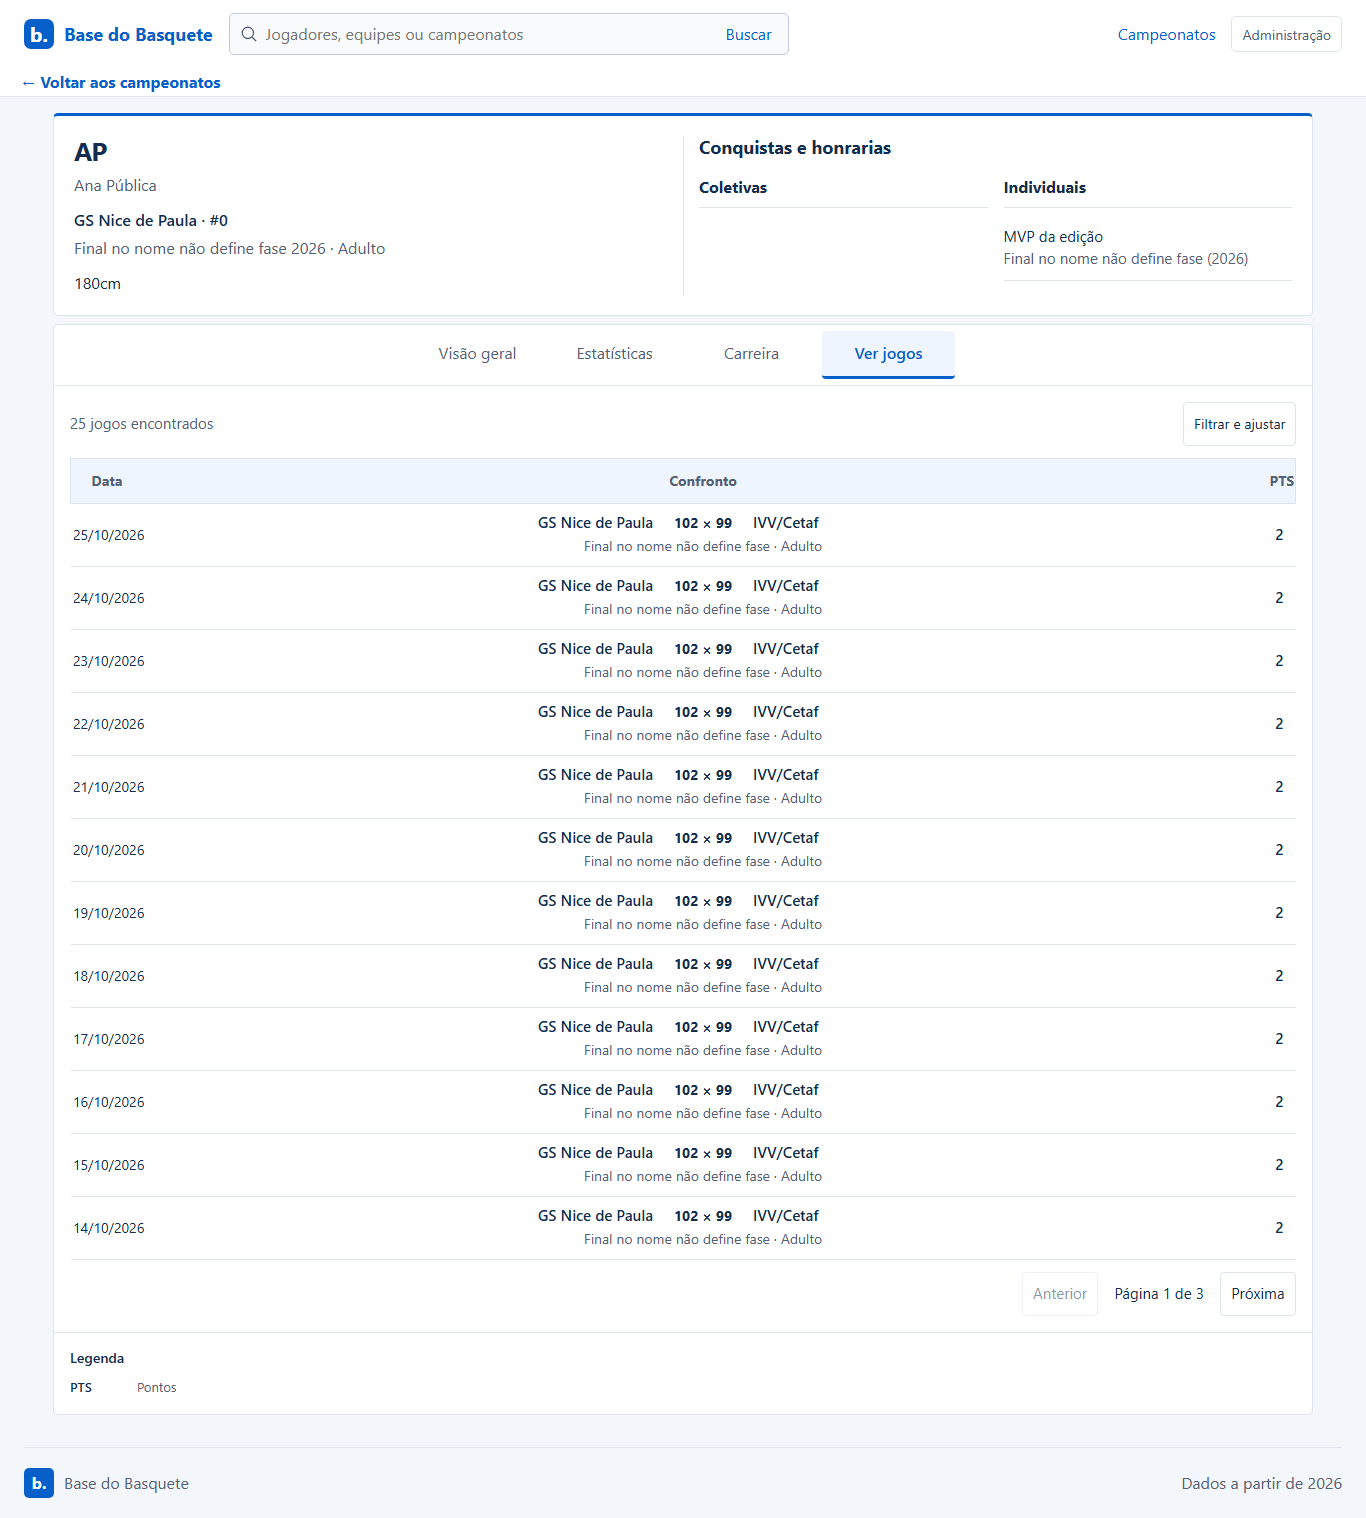 b. Base do Basquete Jogadores, equipes ou campeonatos Buscar Campeonatos Administração
← Voltar aos campeonatos
AP
Ana Pública
GS Nice de Paula · #0
Final no nome não define fase 2026 · Adulto
180cm
Conquistas e honrarias
Coletivas
Individuais
MVP da edição
Final no nome não define fase (2026)
Visão geral Estatísticas Carreira Ver jogos
25 jogos encontrados Filtrar e ajustar
Data Confronto PTS
25/10/2026 GS Nice de Paula 102 × 99 IVV/Cetaf 2
Final no nome não define fase · Adulto
24/10/2026 GS Nice de Paula 102 × 99 IVV/Cetaf 2
Final no nome não define fase · Adulto
23/10/2026 GS Nice de Paula 102 × 99 IVV/Cetaf 2
Final no nome não define fase · Adulto
22/10/2026 GS Nice de Paula 102 × 99 IVV/Cetaf 2
Final no nome não define fase · Adulto
21/10/2026 GS Nice de Paula 102 × 99 IVV/Cetaf 2
Final no nome não define fase · Adulto
20/10/2026 GS Nice de Paula 102 × 99 IVV/Cetaf 2
Final no nome não define fase · Adulto
19/10/2026 GS Nice de Paula 102 × 99 IVV/Cetaf 2
Final no nome não define fase · Adulto
18/10/2026 GS Nice de Paula 102 × 99 IVV/Cetaf 2
Final no nome não define fase · Adulto
17/10/2026 GS Nice de Paula 102 × 99 IVV/Cetaf 2
Final no nome não define fase · Adulto
16/10/2026 GS Nice de Paula 102 × 99 IVV/Cetaf 2
Final no nome não define fase · Adulto
15/10/2026 GS Nice de Paula 102 × 99 IVV/Cetaf 2
Final no nome não define fase · Adulto
14/10/2026 GS Nice de Paula 102 × 99 IVV/Cetaf 2
Final no nome não define fase · Adulto
Anterior Página 1 de 3 Próxima
Legenda
PTS Pontos
b. Base do Basquete Dados a partir de 2026